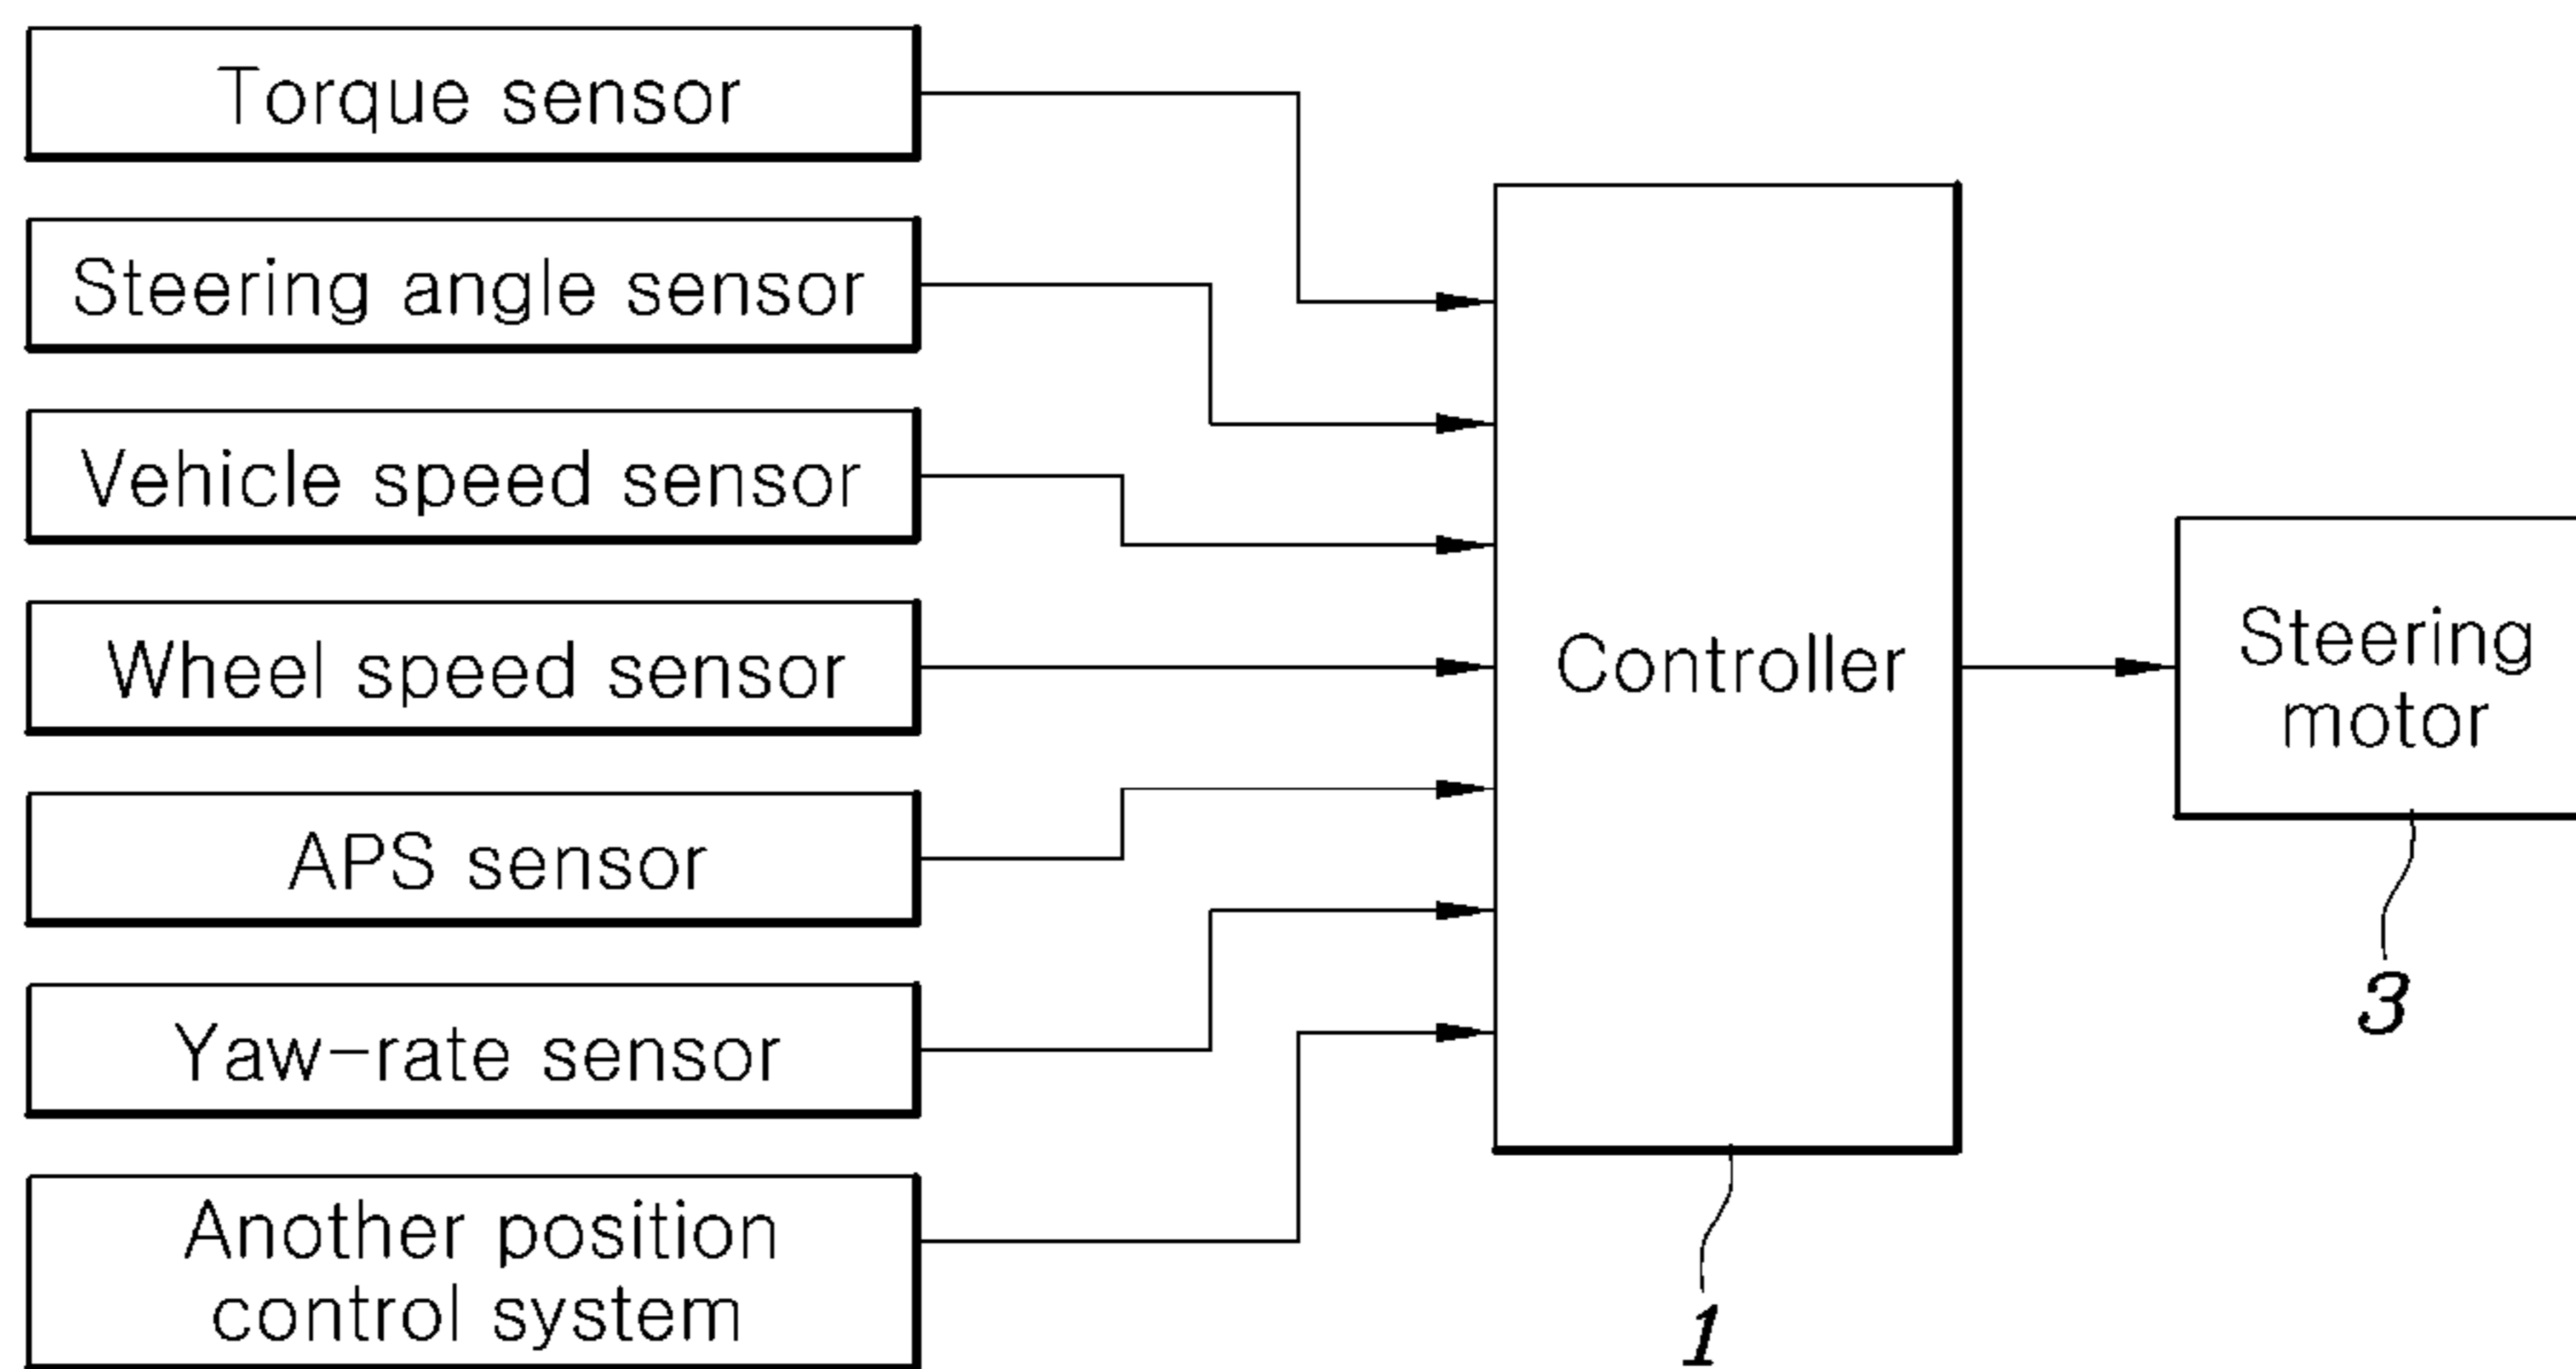 Torque sensor
Steering angle sensor
Vehicle speed sensor
Wheel speed sensor
APS sensor
Yaw-rate sensor
Another position
control system
Controller
1
Steering
motor
3